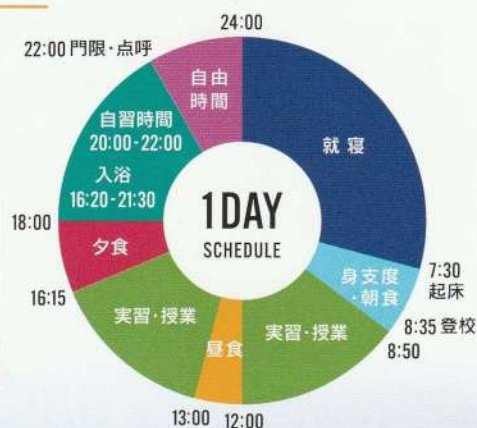 24:00
22:00 門限・点呼
自由
時間
自習時間
20:00-22:00
入浴
16:20-21:30
就寝
1DAY
SCHEDULE
18:00
夕食
7:30
起床
身支度
・朝食
16:15
実習・授業
実習・授業
8:35 登校
8:50
昼食
13:00
12:00